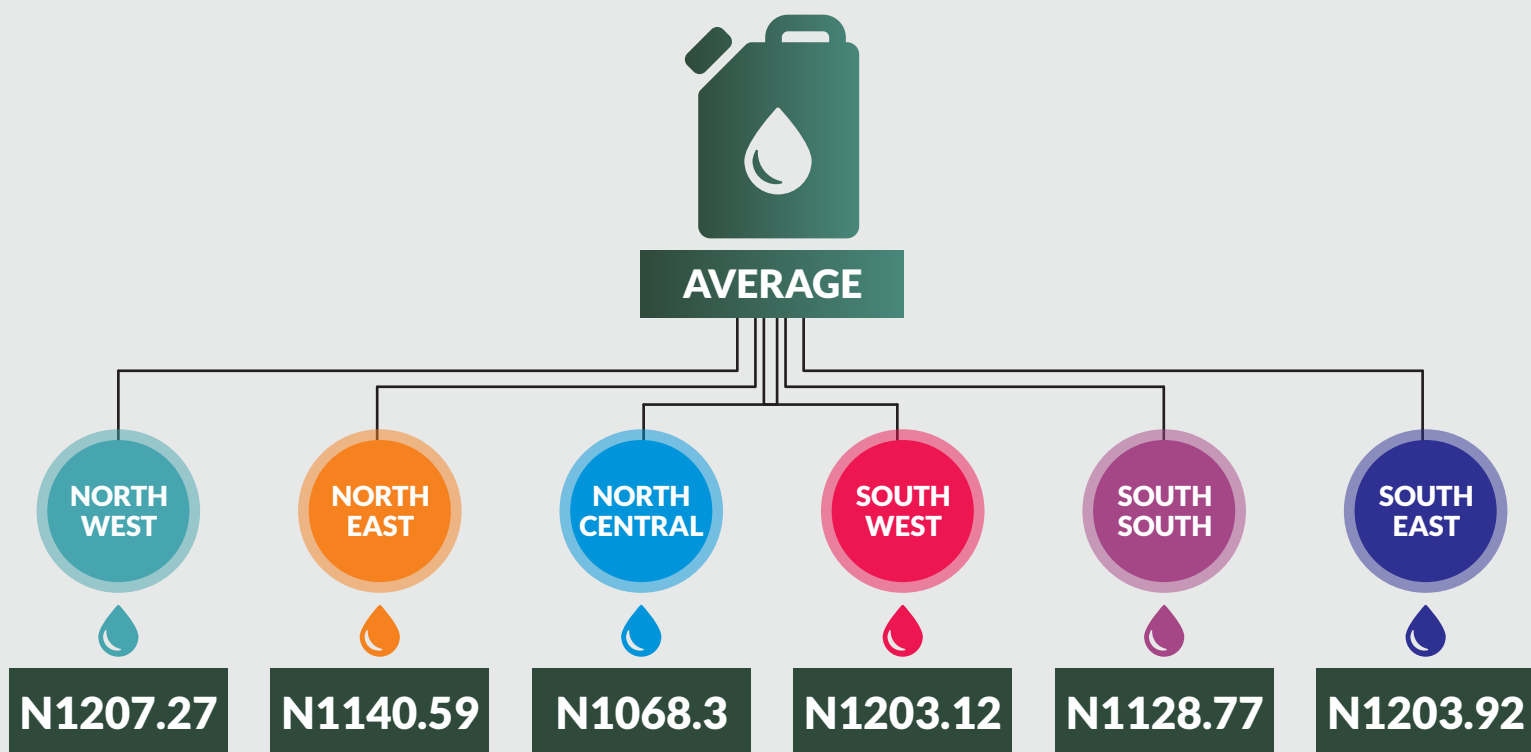 AVERAGE
NORTH
WEST
NORTH
EAST
NORTH
CENTRAL
SOUTH
WEST
SOUTH
SOUTH
SOUTH
EAST
N1207.27
N1140.59
N1068.3
N1203.12
N1128.77
N1203.92